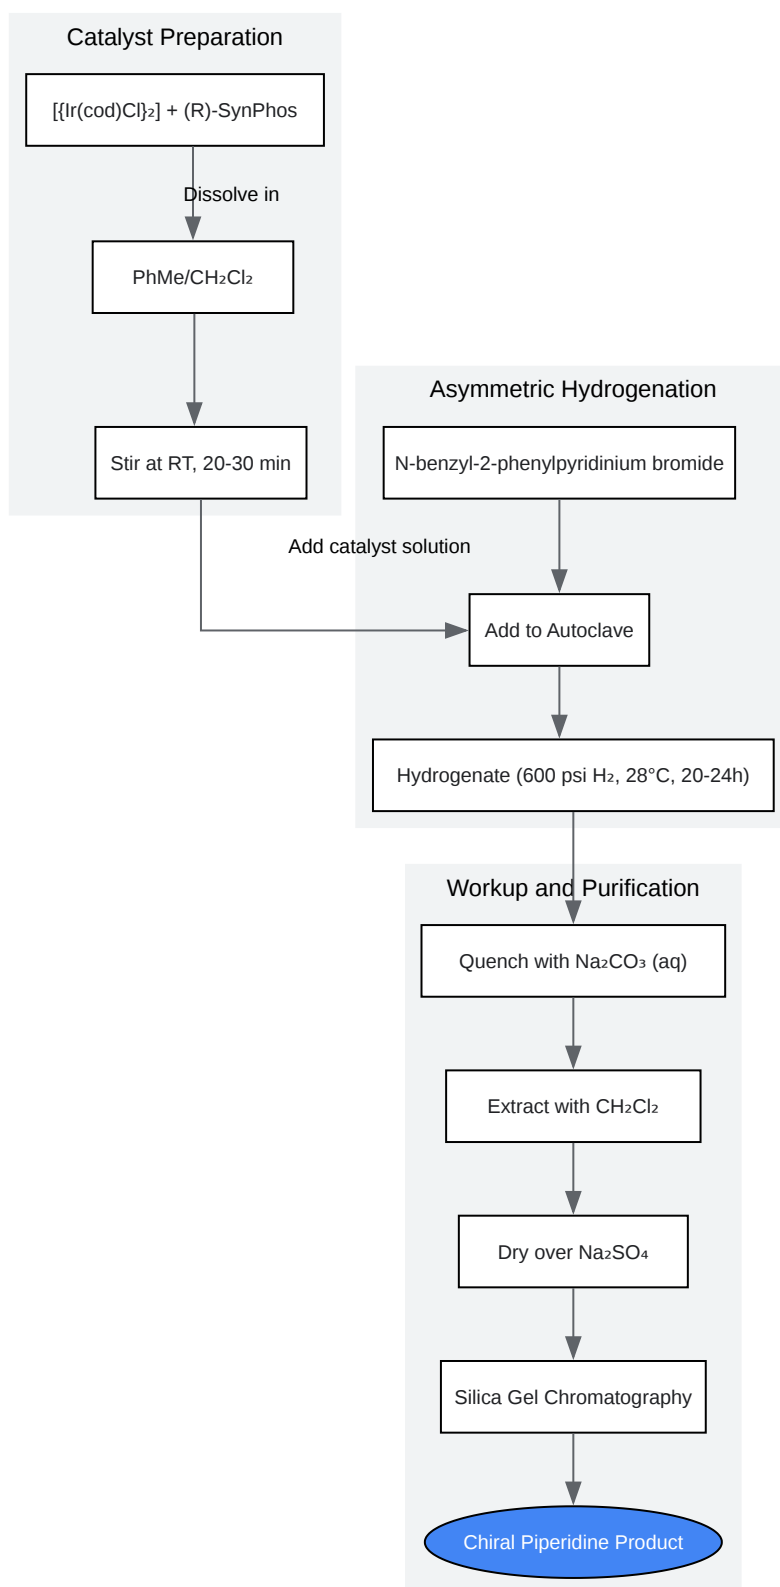 Catalyst Preparation
[{Ir(cod)Cl}₂] + (R)-SynPhos
Dissolve in
PhMe/CH₂Cl₂
Stir at RT, 20-30 min
Asymmetric Hydrogenation
N-benzyl-2-phenylpyridinium bromide
Add catalyst solution
Add to Autoclave
Hydrogenate (600 psi H₂, 28°C, 20-24h)
Workup and Purification
Quench with Na₂CO₃ (aq)
Extract with CH₂Cl₂
Dry over Na₂SO₄
Silica Gel Chromatography
Chiral Piperidine Product